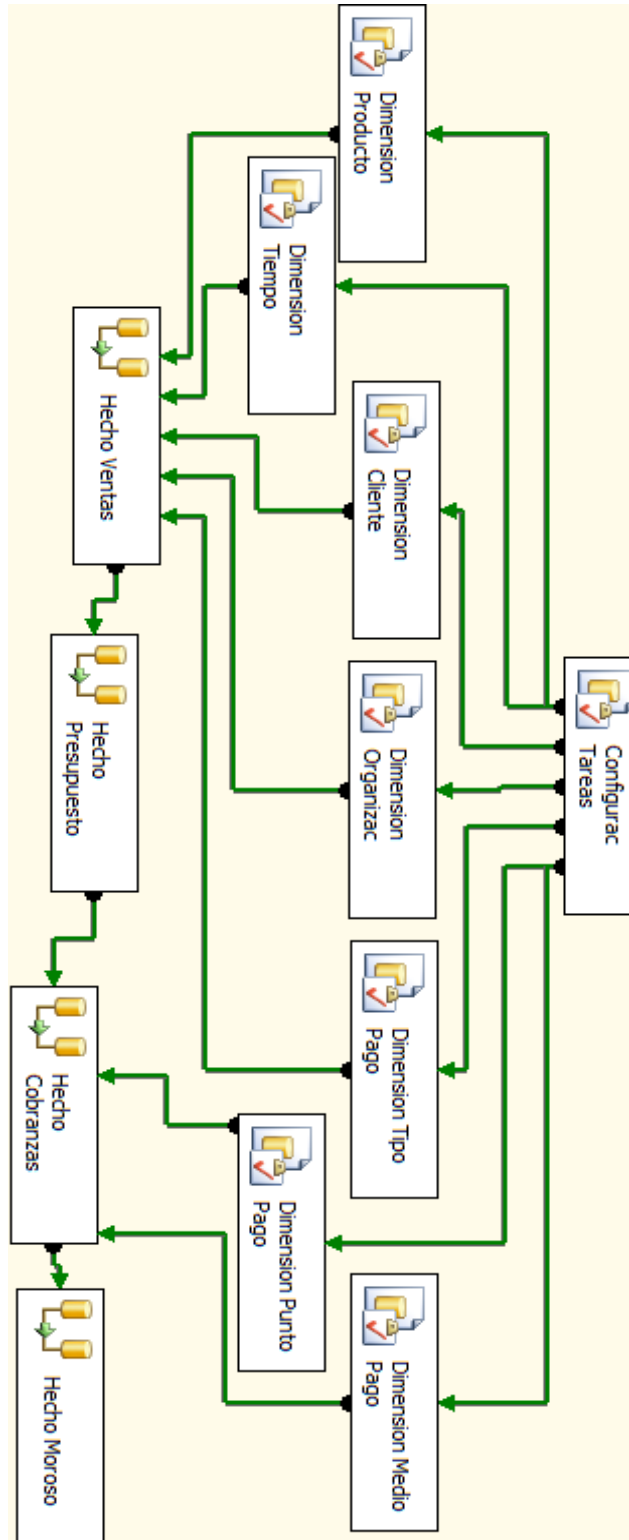 Configurac
Tareas
Dimension
Producto
Dimension
Tiempo
Dimension
Cliente
Dimension
Organizac
Dimension Tipo
Pago
Dimension Punto
Pago
Dimension Medio
Pago
Hecho Ventas
Hecho
Presupuesto
Hecho
Cobranzas
Hecho Moroso